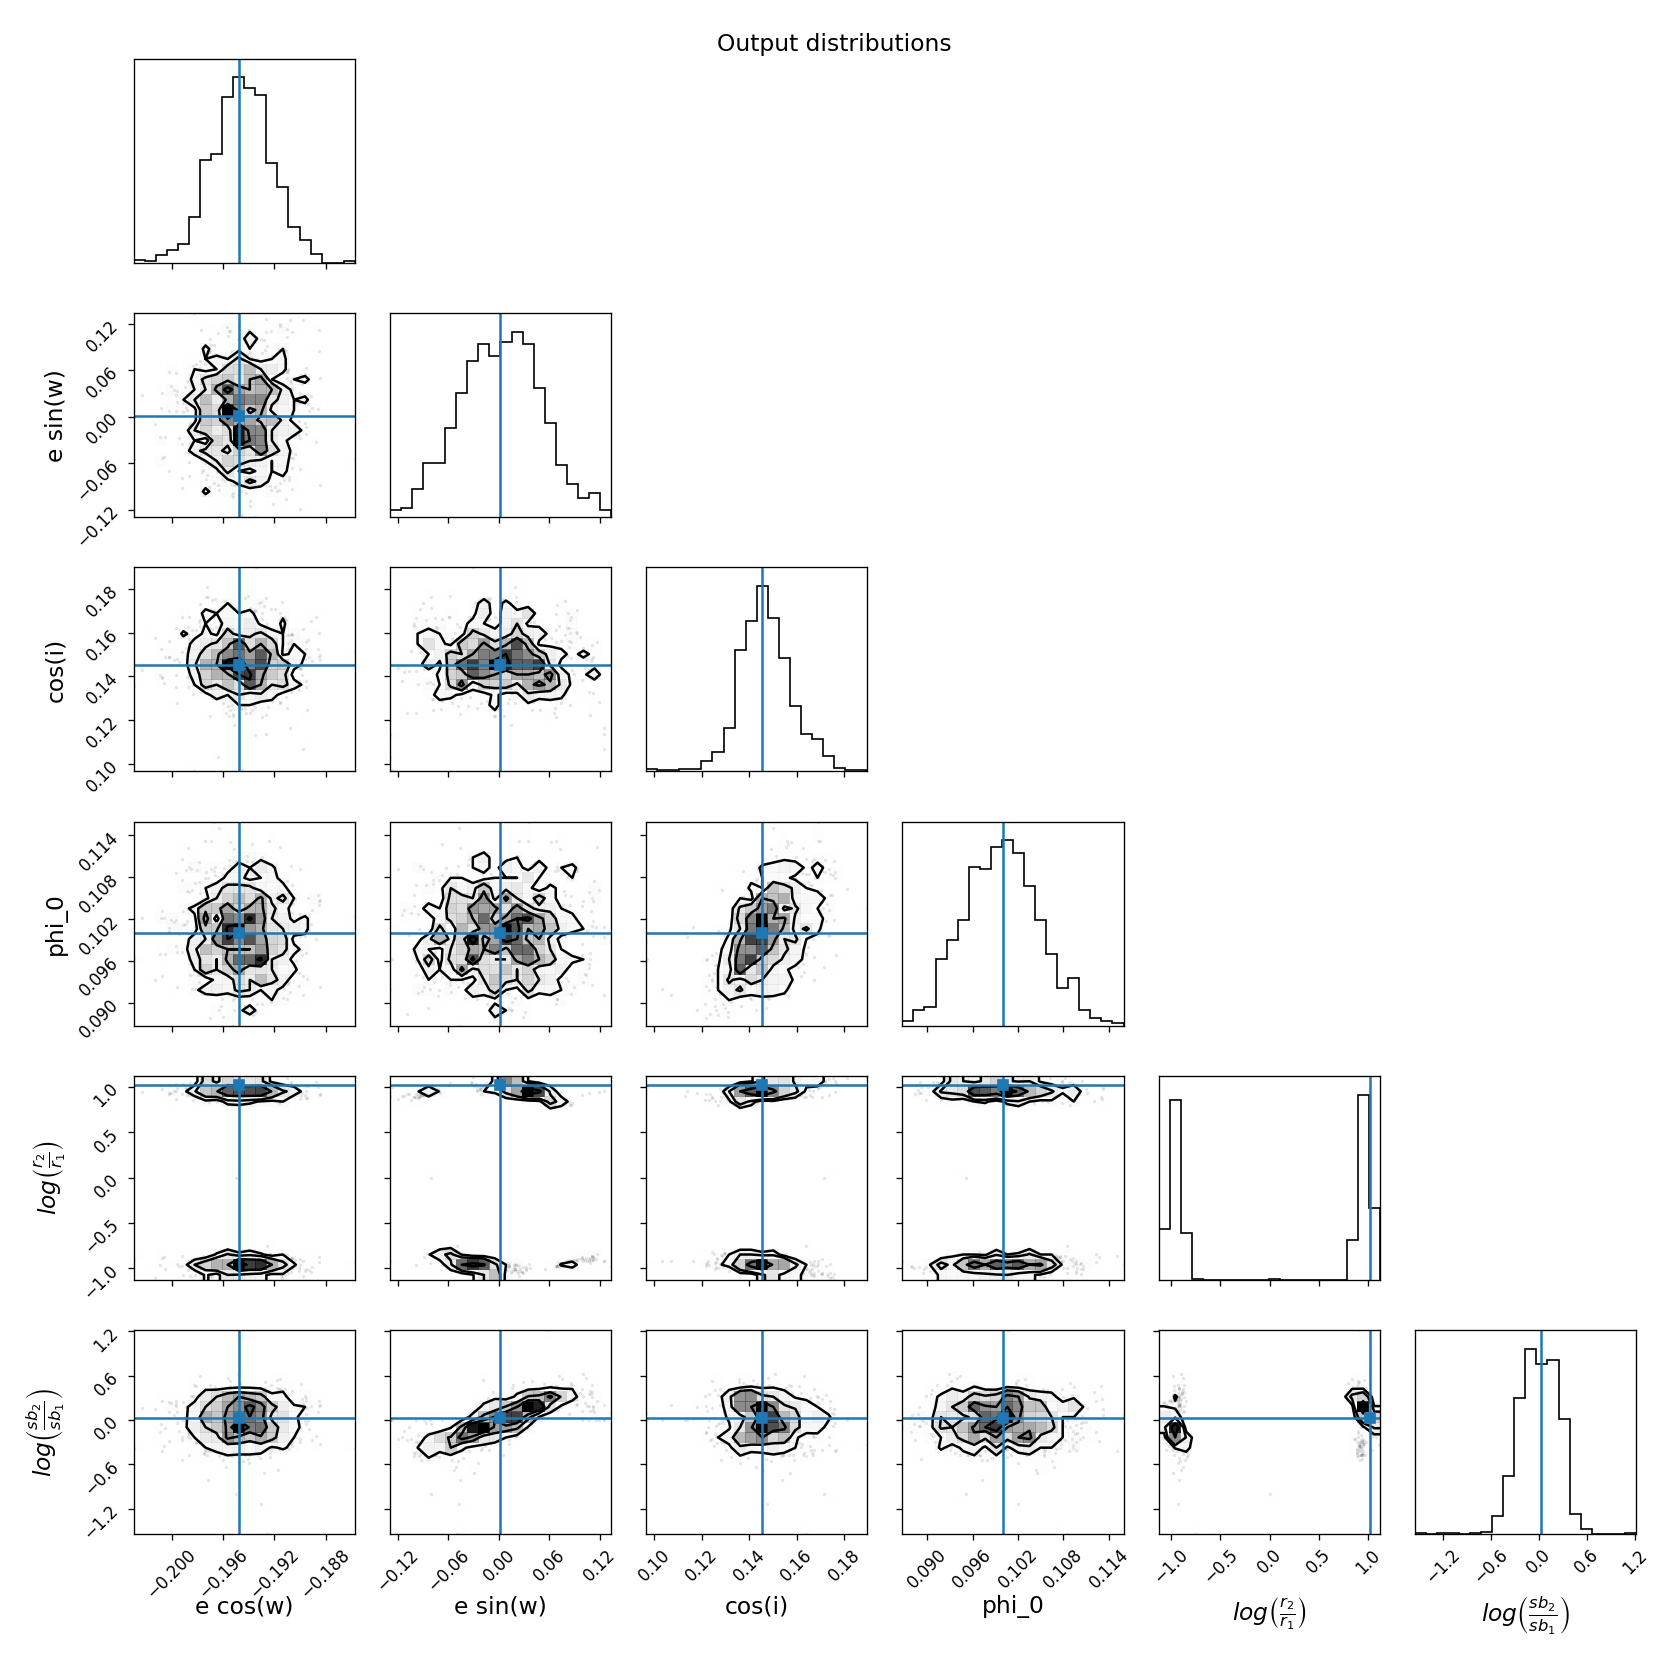 Output distributions
e sin(w)
0.12
0.06
0.00
−0.06
−0.12
cos(i)
0.18
0.16
0.14
0.12
0.10
phi_0
0.114
0.108
0.102
0.096
0.090
log(r₂/r₁)
1.0
0.5
0.0
−0.5
−1.0
log(sb₂/sb₁)
1.2
0.6
0.0
−0.6
−1.2
−0.200 −0.196 −0.192 −0.188
−0.12 −0.06 0.00 0.06 0.12
0.10 0.12 0.14 0.16 0.18
0.090 0.096 0.102 0.108 0.114
−1.0 −0.5 0.0 0.5 1.0
−1.2 −0.6 0.0 0.6 1.2
e cos(w) e sin(w) cos(i) phi_0 log(r₂/r₁) log(sb₂/sb₁)